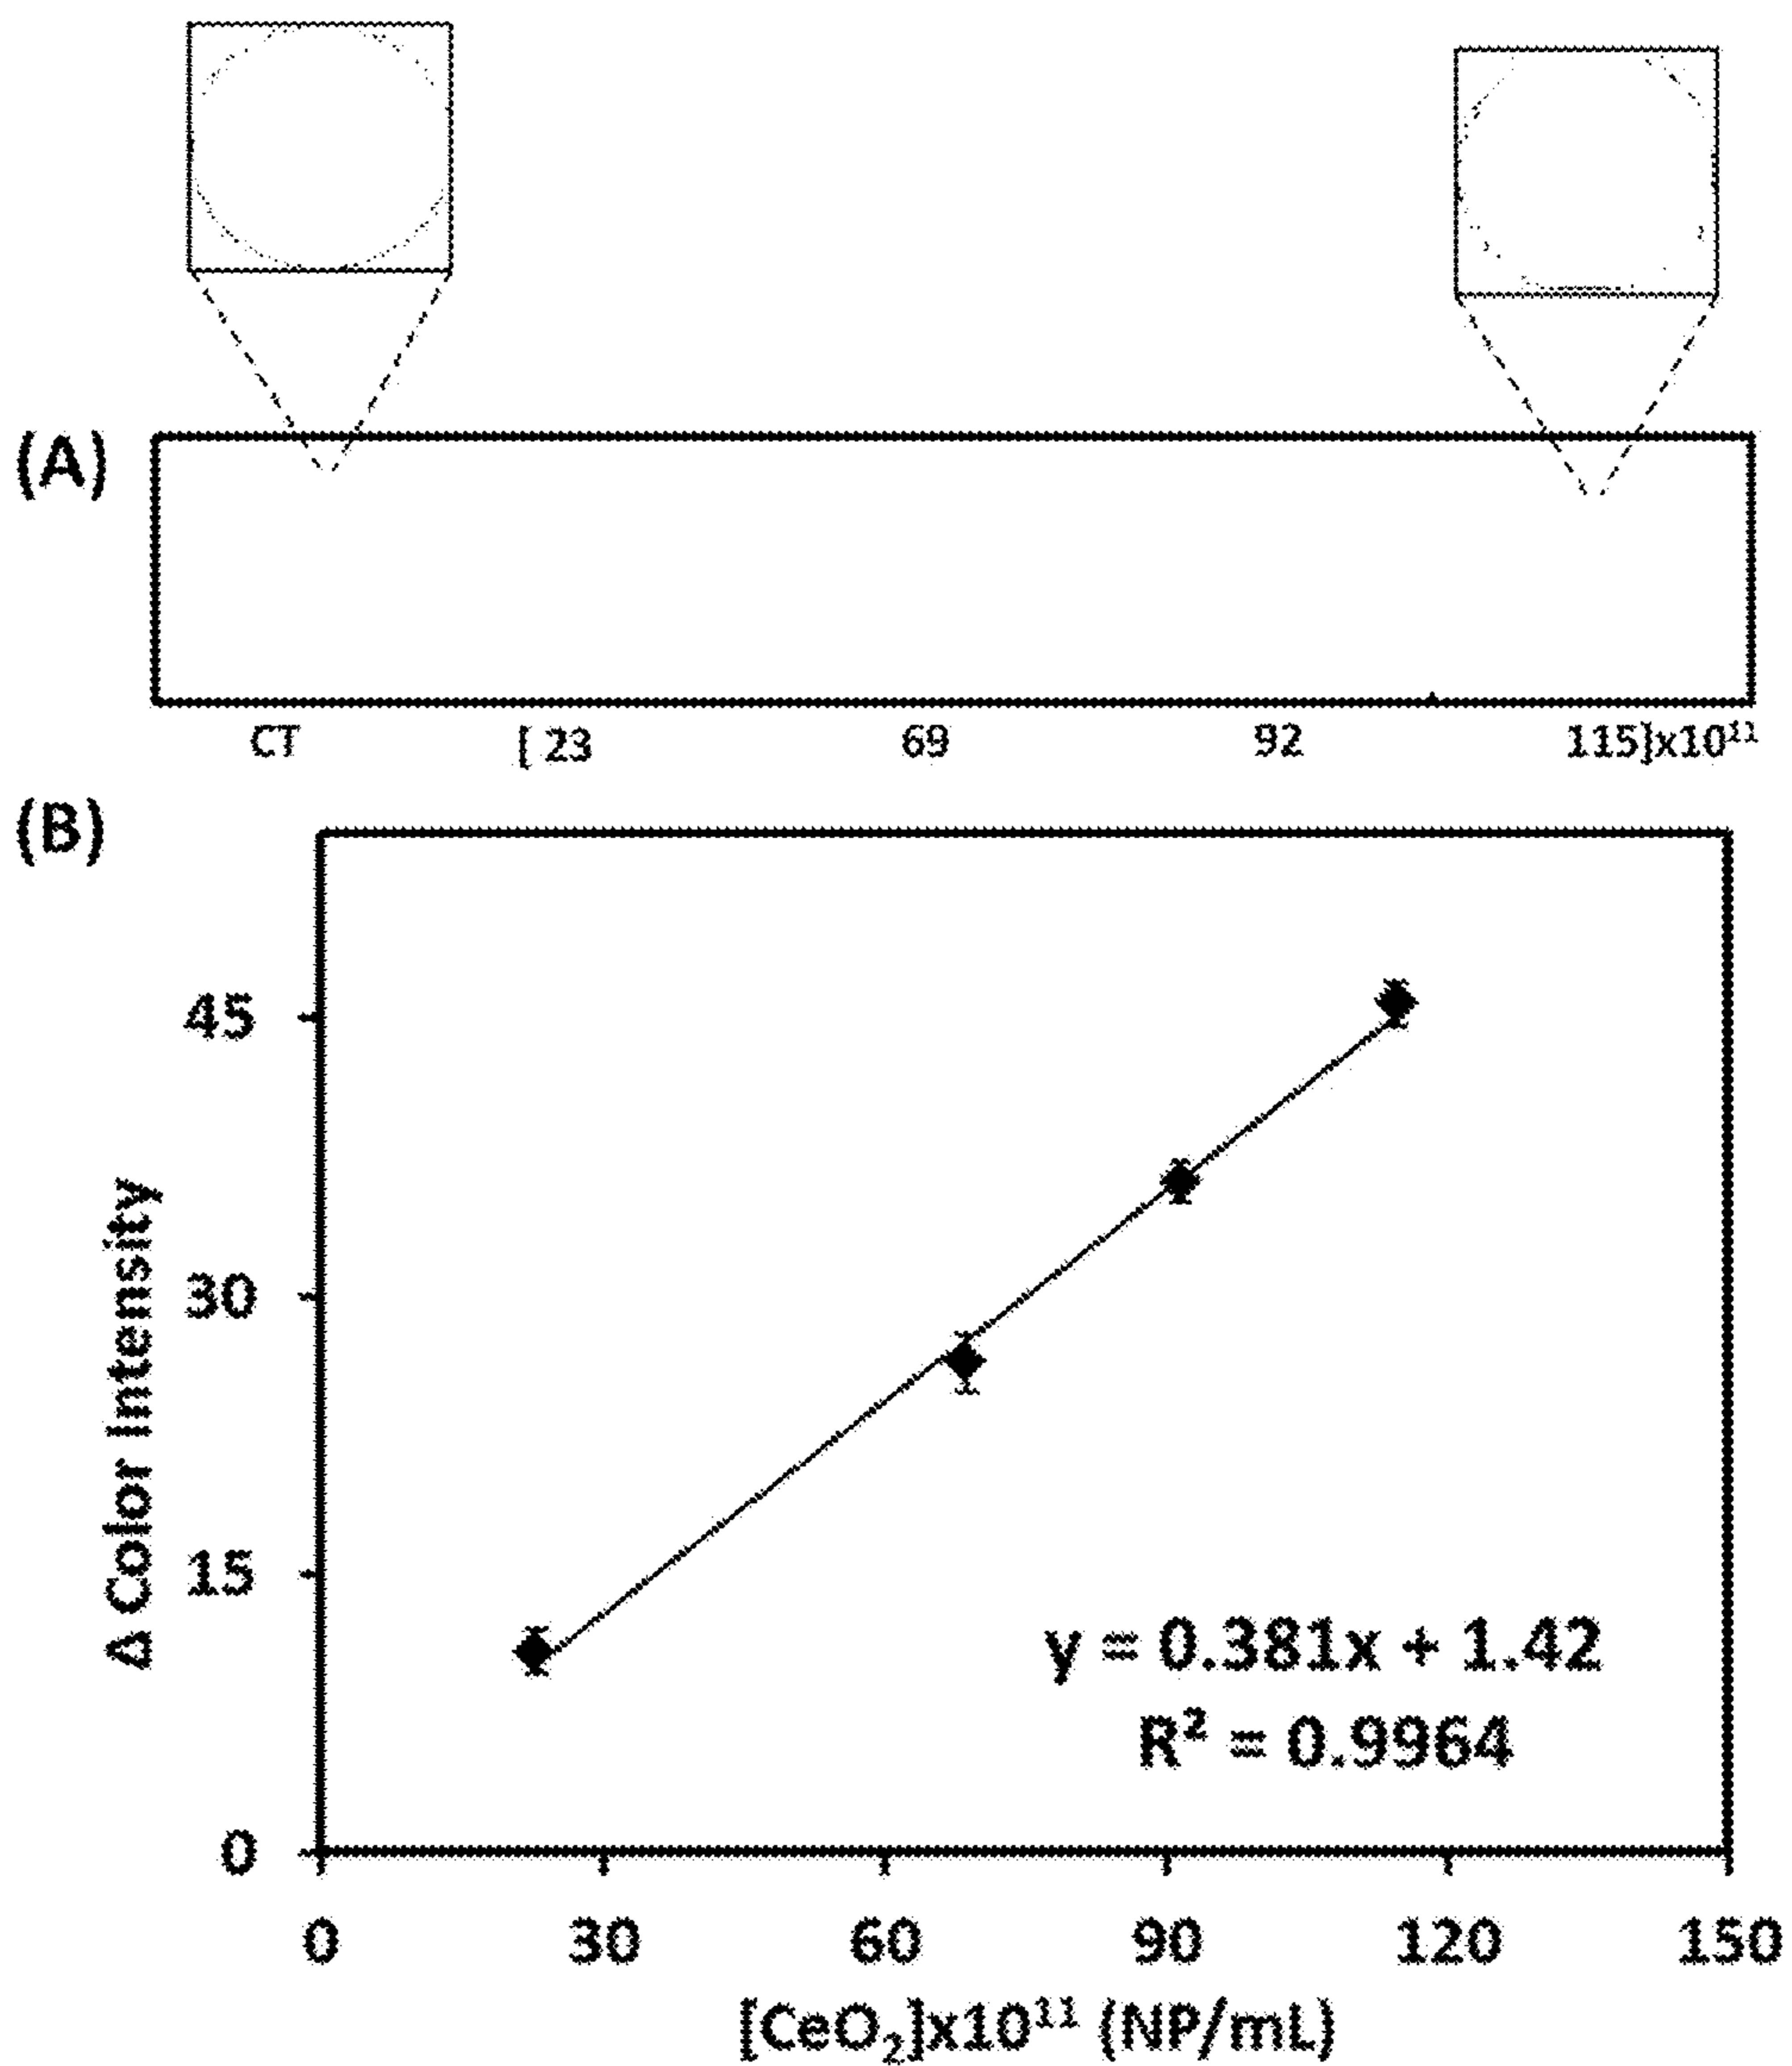 (A)
CT [ 23 69 92 115]x10¹¹
(B)
45
30
15
0
Δ Color Intensity
y = 0.381x + 1.42
R² = 0.9964
0 30 60 90 120 150
[CeO₂]x10¹¹ (NP/mL)